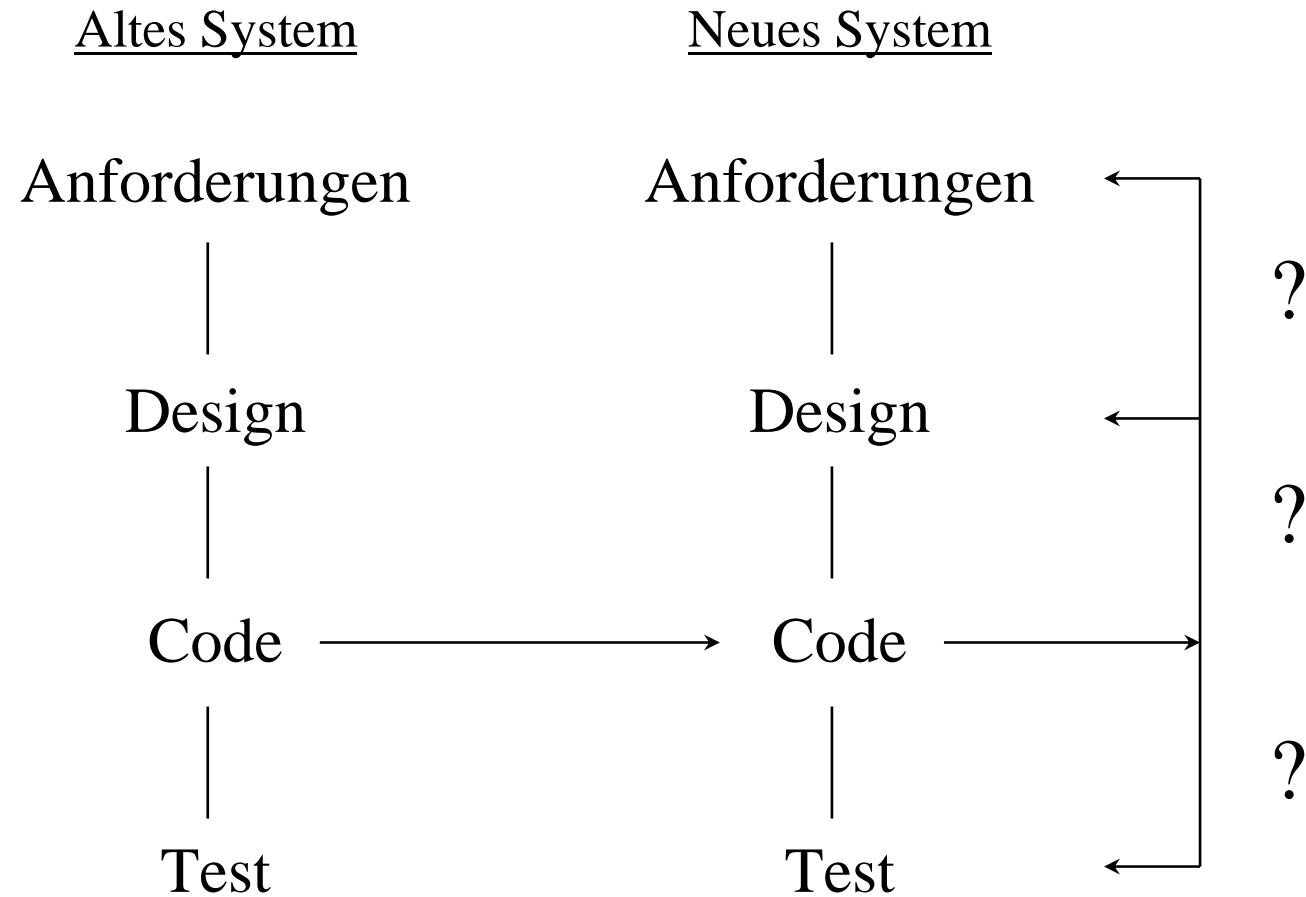 Altes System
Neues System
Anforderungen
Anforderungen
?
Design
Design
?
Code
Code
?
Test
Test